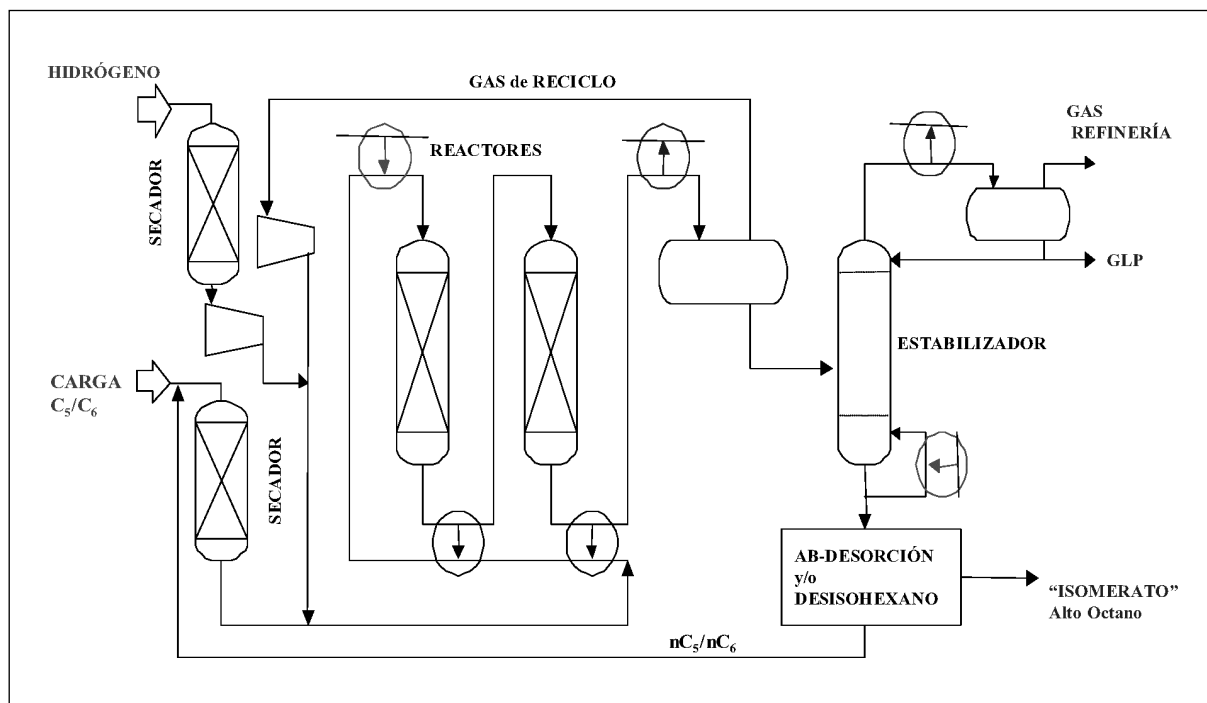 HIDRÓGENO
GAS de RECICLO
GAS
REFINERÍA
REACTORES
SECADOR
GLP
ESTABILIZADOR
CARGA
C₅/C₆
SECADOR
AB-DESORCIÓN
y/o
DESISOHEXANO
“ISOMERATO”
Alto Octano
nC₅/nC₆